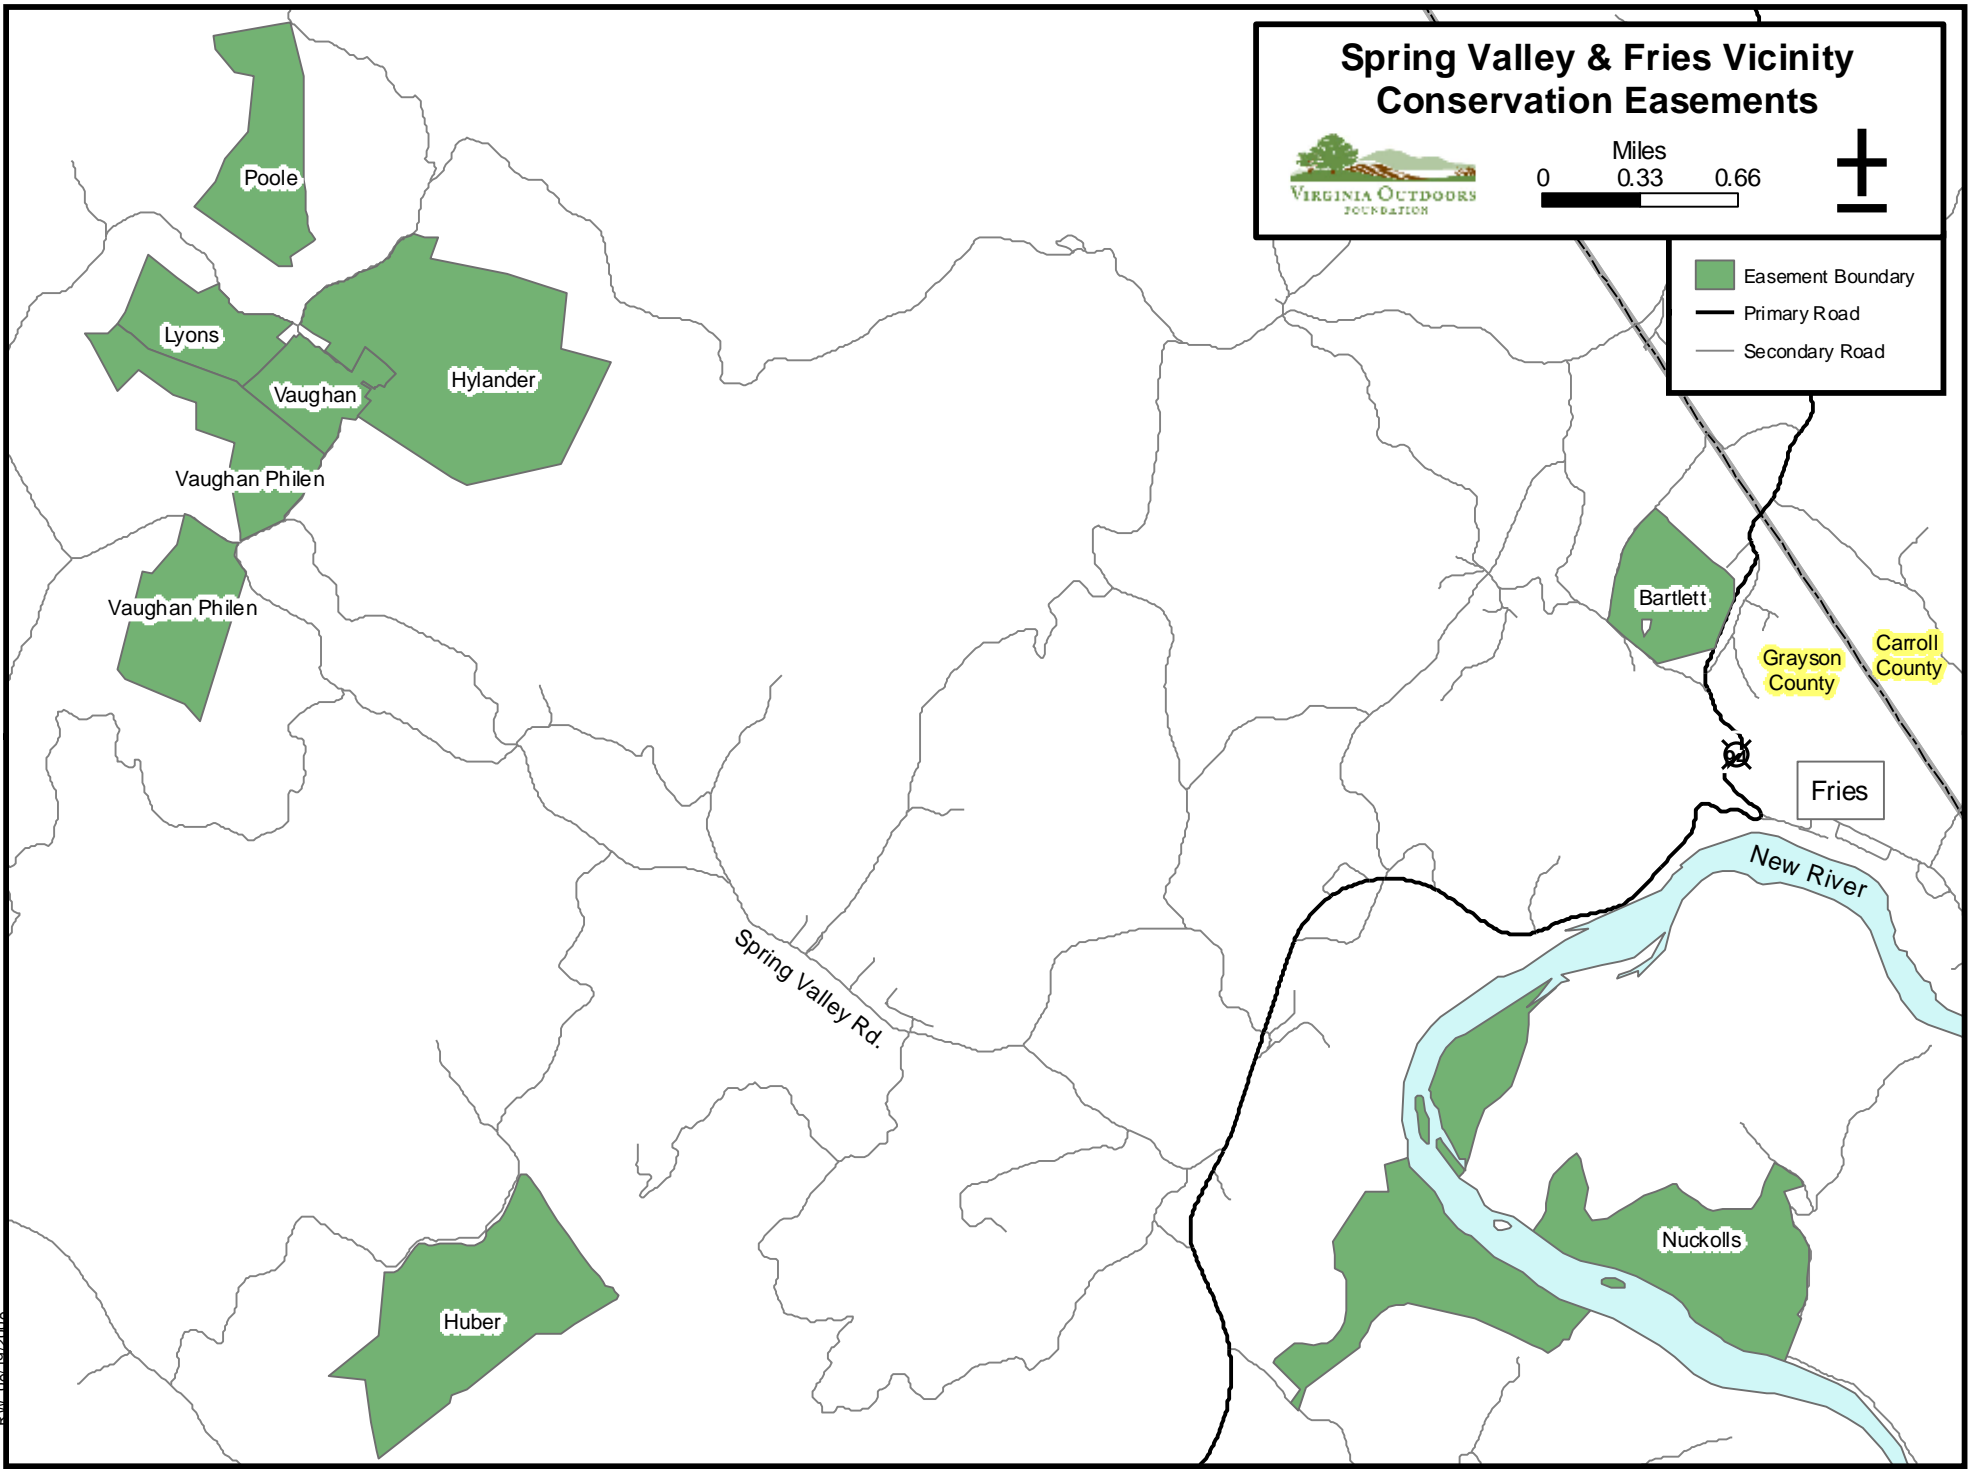 Spring Valley & Fries Vicinity
Conservation Easements
VIRGINIA OUTDOORS
FOUNDATION
Miles
0 0.33 0.66
Easement Boundary
Primary Road
Secondary Road
Poole
Lyons
Hylander
Vaughan
Vaughan Philen
Vaughan Philen
Bartlett
Grayson
County
Carroll
County
Fries
New River
Spring Valley Rd.
Nuckolls
Huber